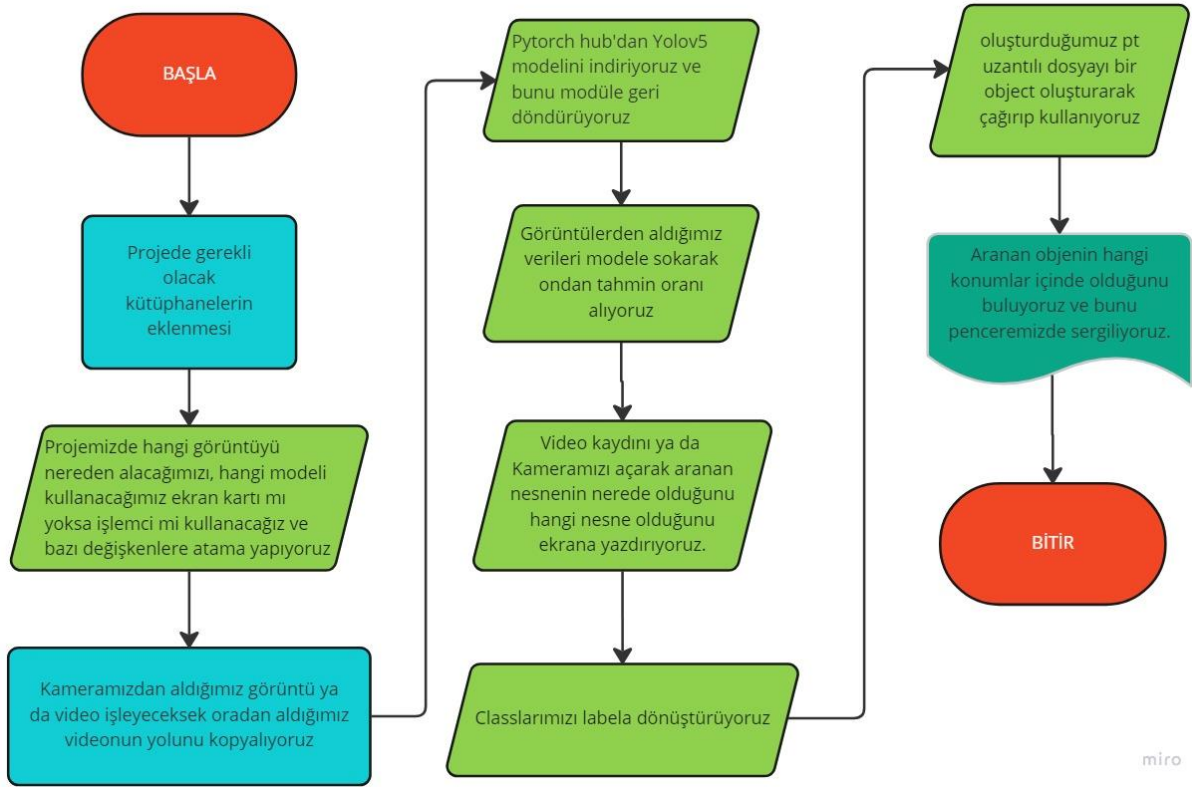 BAŞLA
Projede gerekli
olacak
kütüphanelerin
eklenmesi
Projemizde hangi görüntüyü
nereden alacağımızı, hangi modeli
kullanacağımız ekran kartı mı
yoksa işlemci mi kullanacağız ve
bazı değişkenlere atama yapıyoruz
Kameramızdan aldığımız görüntü ya
da video işleyeceksek oradan aldığımız
videonun yolunu kopyalıyoruz
Pytorch hub'dan Yolov5
modelini indiriyoruz ve
bunu modüle geri
döndürüyoruz
Görüntülerden aldığımız
verileri modele sokarak
ondan tahmin oranı
alıyoruz
Video kaydını ya da
Kameramızı açarak aranan
nesnenin nerede olduğunu
hangi nesne olduğunu
ekrana yazdırıyoruz.
Classlarımızı labela dönüştürüyoruz
oluşturduğumuz pt
uzantılı dosyayı bir
object oluşturarak
çağırıp kullanıyoruz
Aranan objenin hangi
konumlar içinde olduğunu
buluyoruz ve bunu
penceremizde sergiliyoruz.
BİTİR
miro